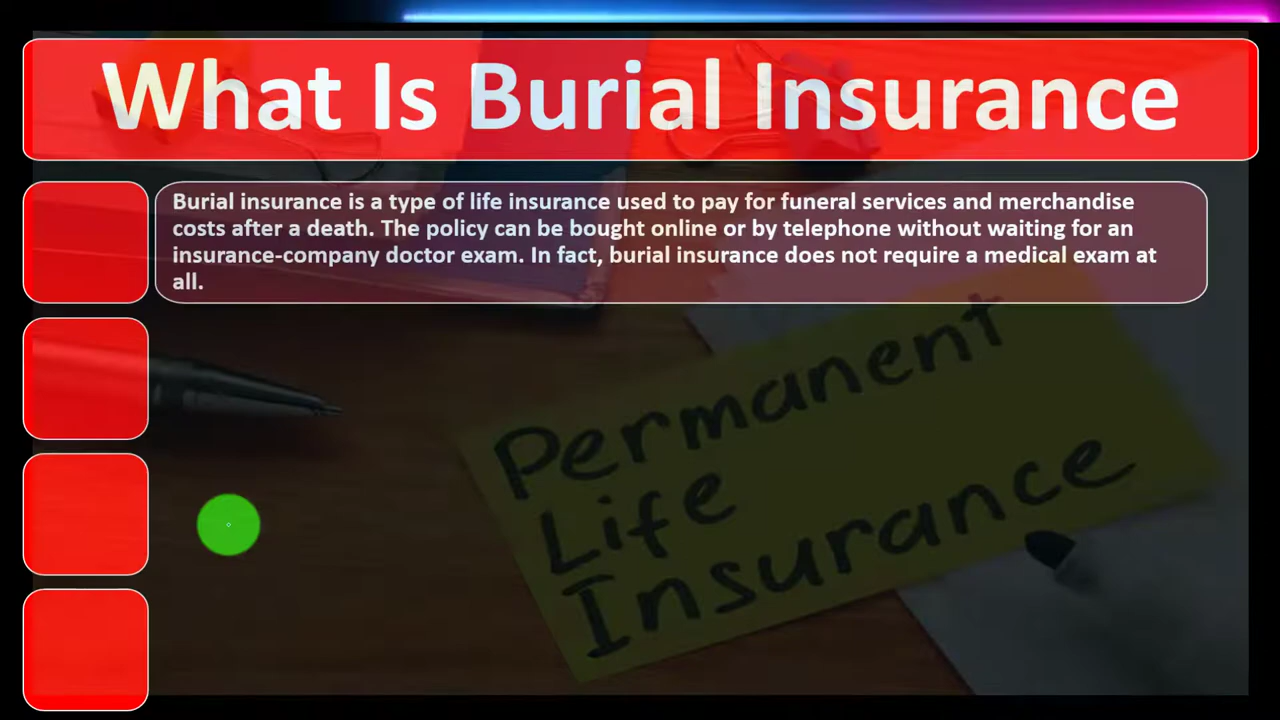 What Is Burial Insurance
Burial insurance is a type of life insurance used to pay for funeral services and merchandise
costs after a death. The policy can be bought online or by telephone without waiting for an
insurance-company doctor exam. In fact, burial insurance does not require a medical exam at
all.
Permanent
Life
Insurance